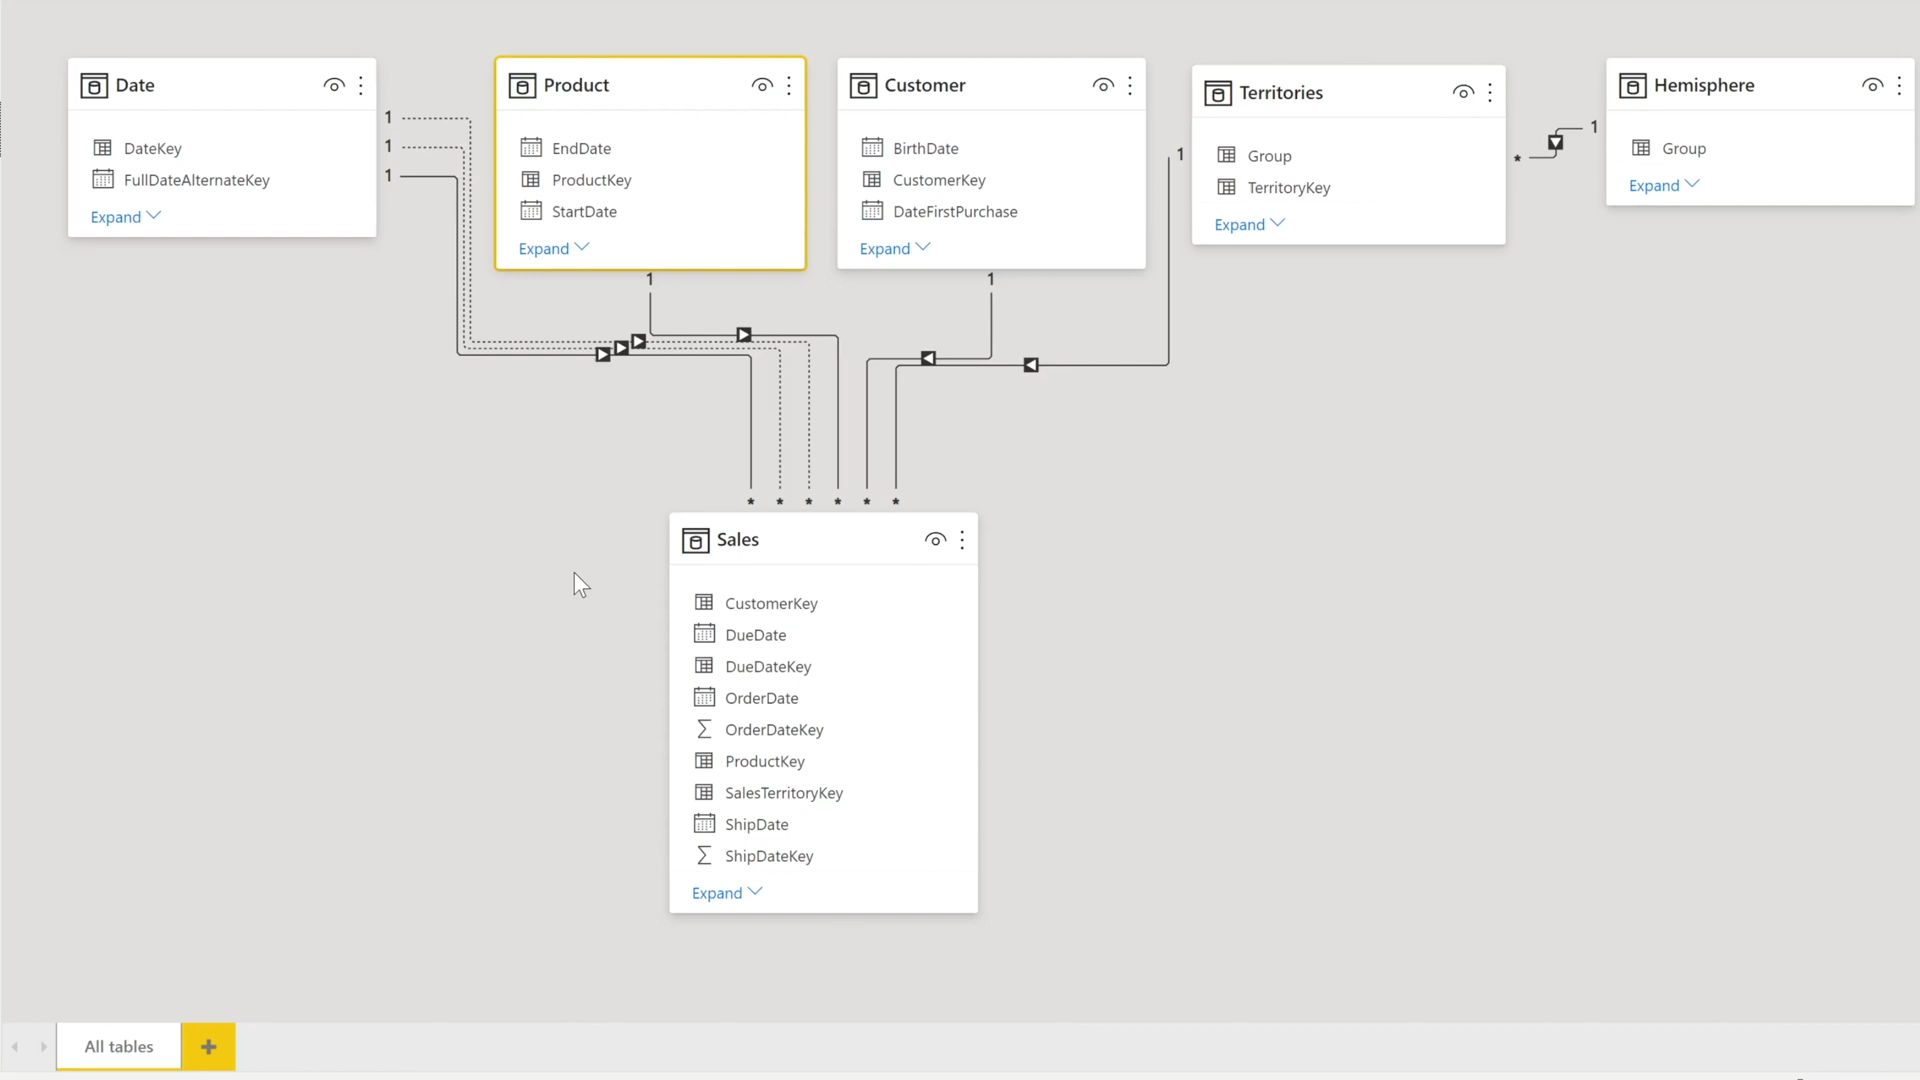 Date
DateKey
FullDateAlternateKey
Expand
1
1
1
Product
EndDate
ProductKey
StartDate
Expand
1
Customer
BirthDate
CustomerKey
DateFirstPurchase
Expand
1
1
Territories
Group
TerritoryKey
Expand
*
1
Hemisphere
Group
Expand
* * * * * *
Sales
CustomerKey
DueDate
DueDateKey
OrderDate
OrderDateKey
ProductKey
SalesTerritoryKey
ShipDate
ShipDateKey
Expand
All tables